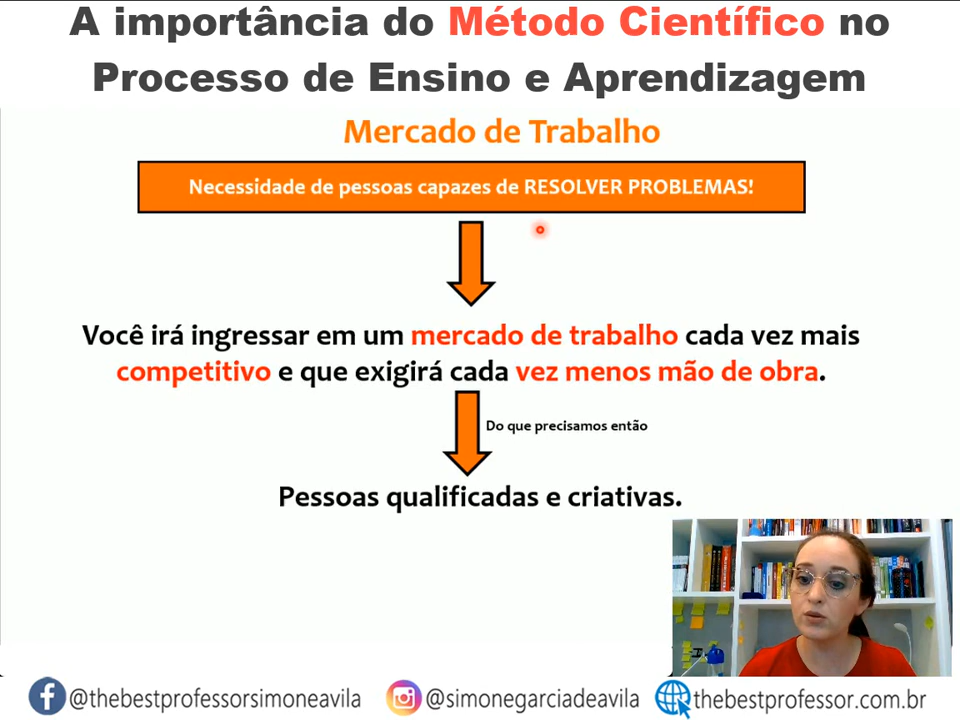 A importância do Método Científico no
Processo de Ensino e Aprendizagem
Mercado de Trabalho
Necessidade de pessoas capazes de RESOLVER PROBLEMAS!
Você irá ingressar em um mercado de trabalho cada vez mais
competitivo e que exigirá cada vez menos mão de obra.
Do que precisamos então
Pessoas qualificadas e criativas.
@thebestprofessorsimoneavila
@simonegarciadeavila
thebestprofessor.com.br